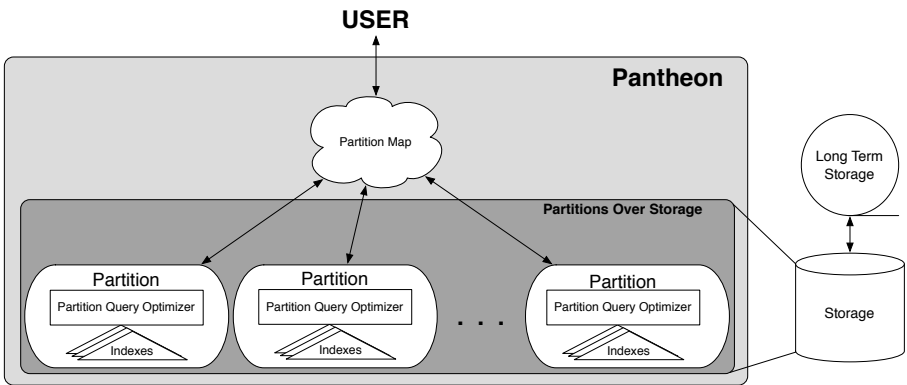 USER
Pantheon
Partition Map
Long Term
Storage
Partitions Over Storage
Partition
Partition Query Optimizer
Indexes
Partition
Partition Query Optimizer
Indexes
. . .
Partition
Partition Query Optimizer
Indexes
Storage